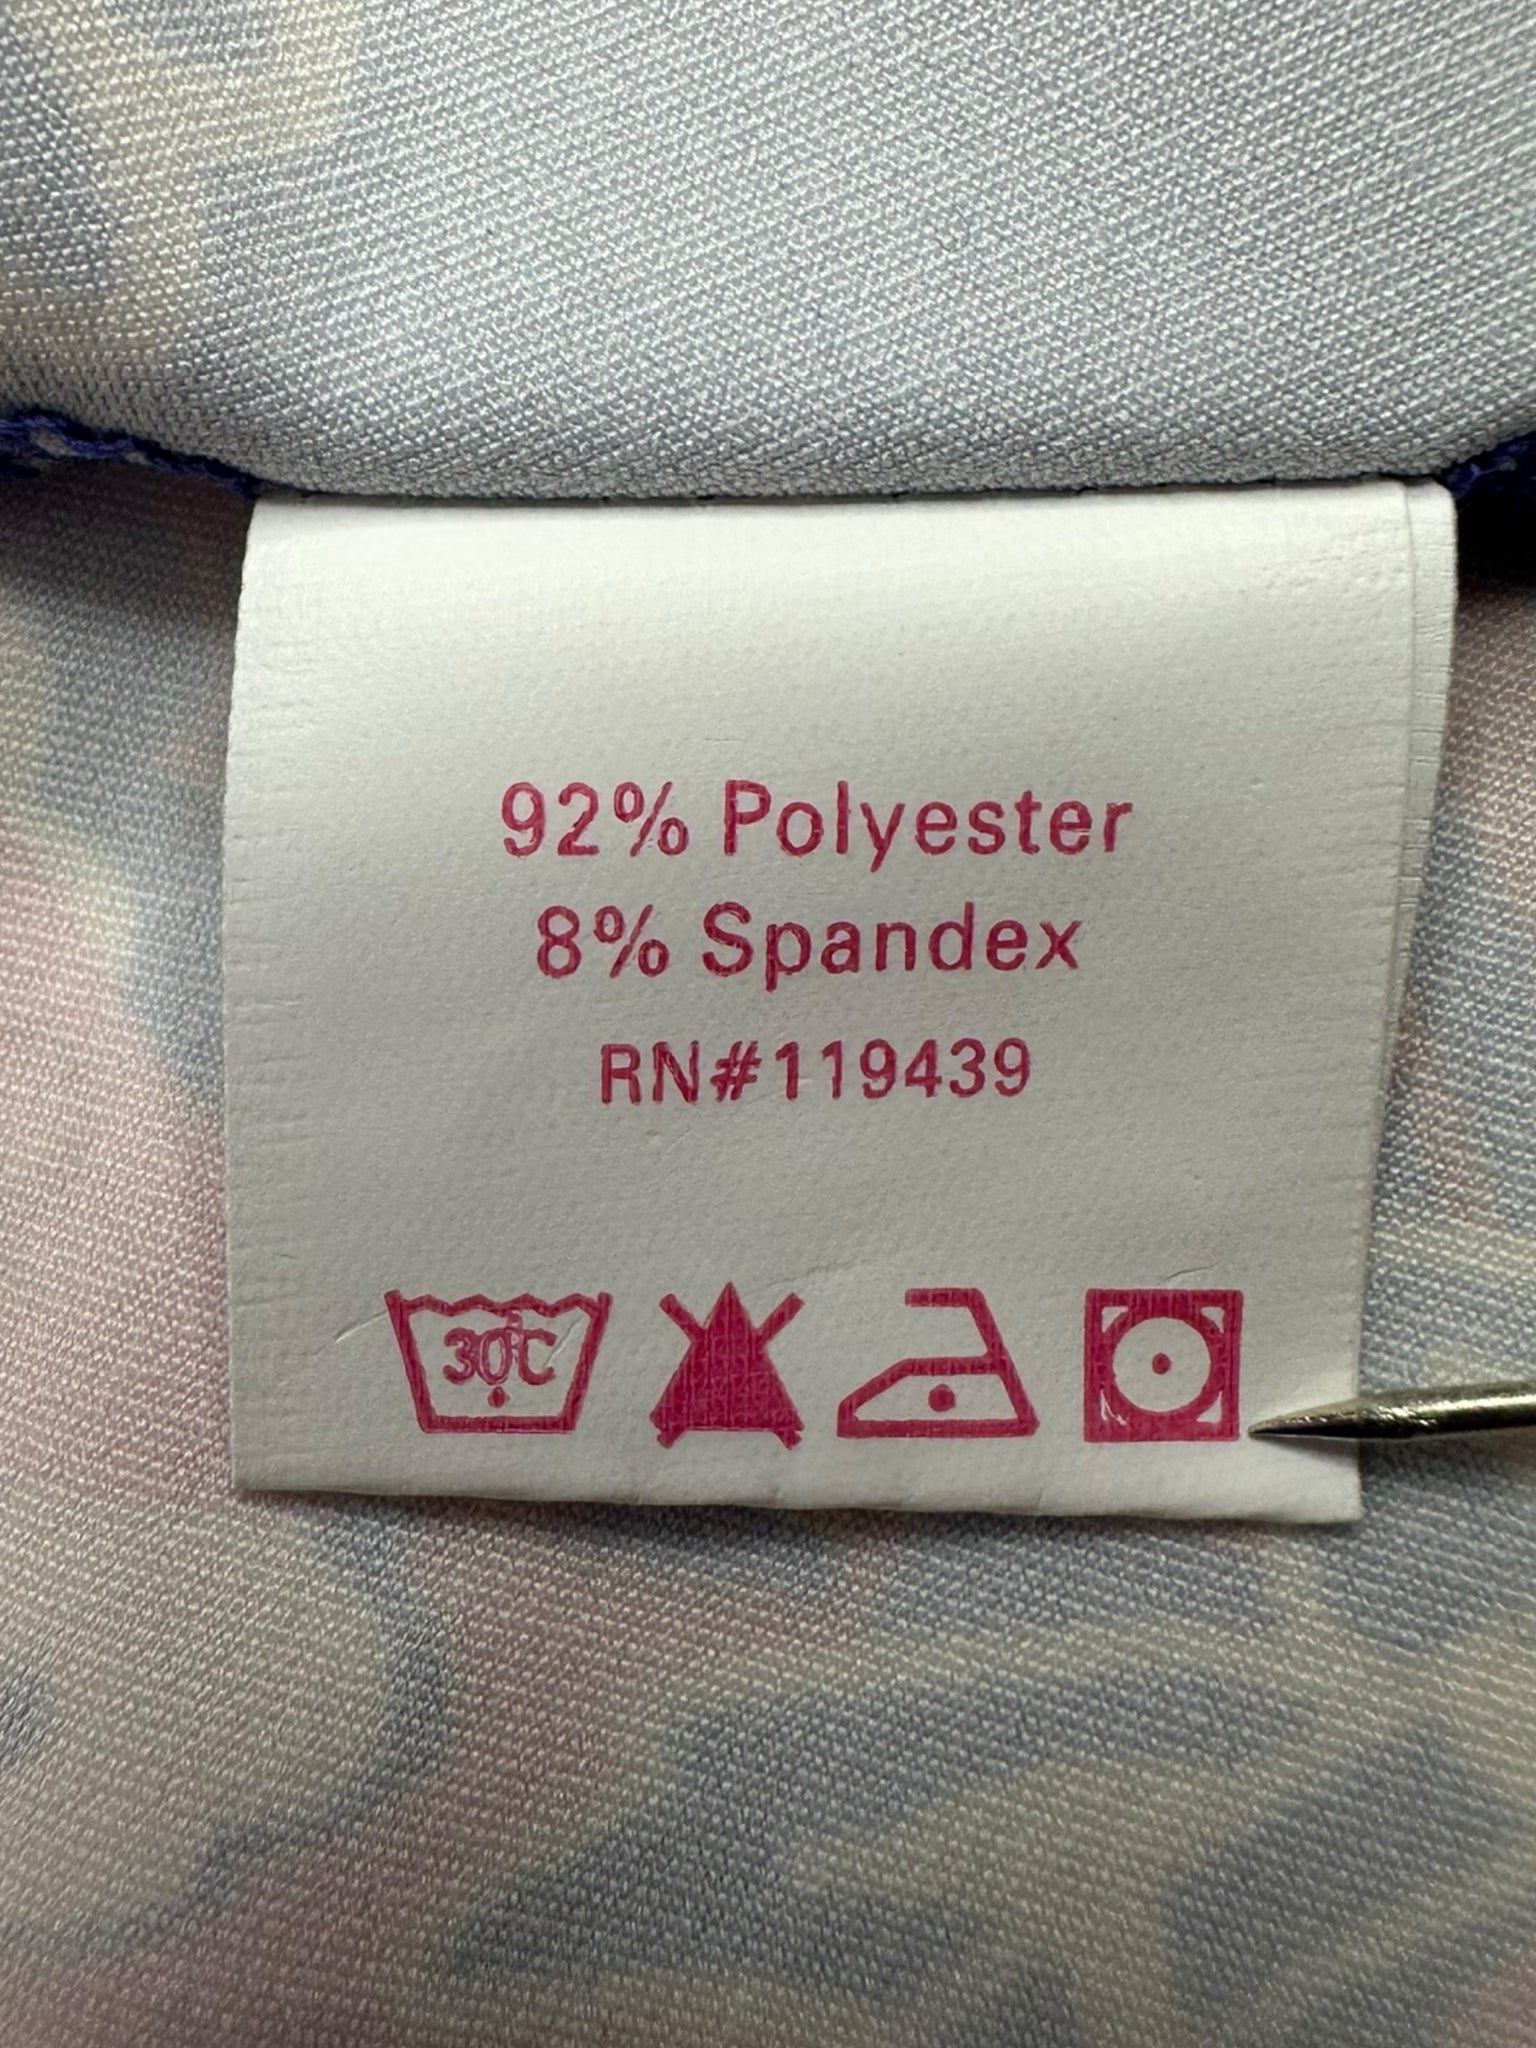 92% Polyester
8% Spandex
RN#119439
30°C